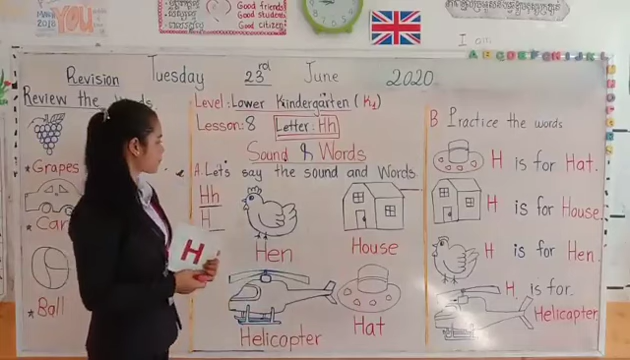 Good friends
Good students
Good citizen
I am
A B C D E F G H I J K L
Revision Tuesday 23rd June 2020
Review the words
* Grapes
* Car
* Ball
Level: Lower Kindergarten (K1)
Lesson: 8 Letter: Hh
Sound & Words
A. Let's say the sound and Words
Hh
H
Hen
House
Helicopter
Hat
H
B Practice the words
H is for Hat.
H is for House.
H is for Hen.
H is for
Helicopter